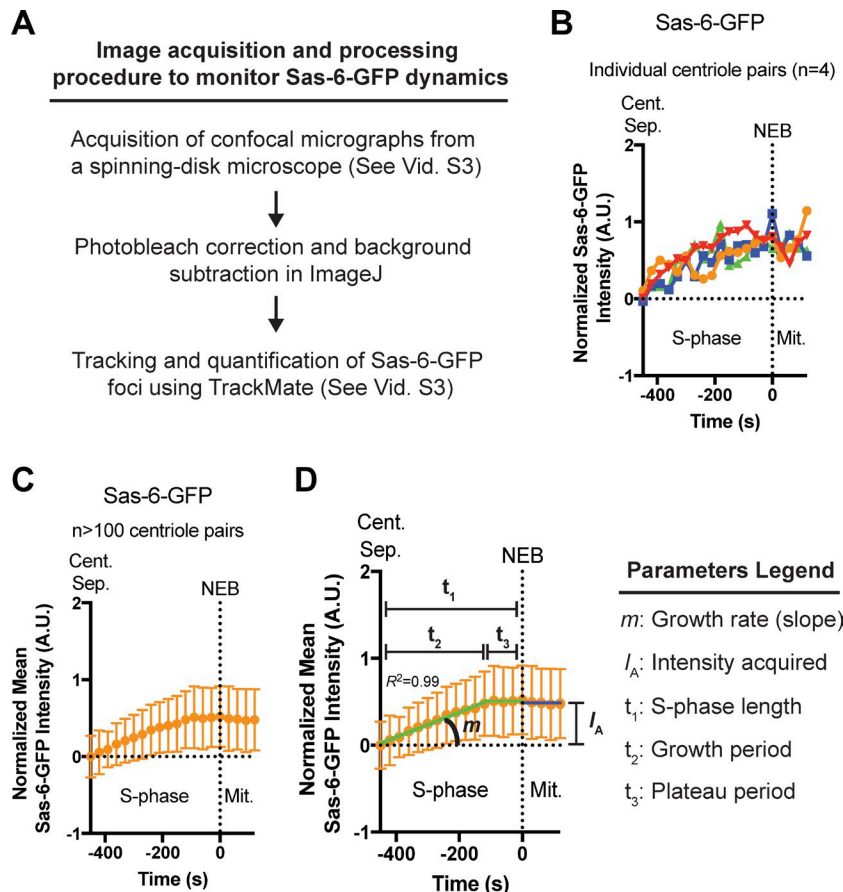 A
Image acquisition and processing
procedure to monitor Sas-6-GFP dynamics
Acquisition of confocal micrographs from
a spinning-disk microscope (See Vid. S3)
Photobleach correction and background
subtraction in ImageJ
Tracking and quantification of Sas-6-GFP
foci using TrackMate (See Vid. S3)
B
Sas-6-GFP
Individual centriole pairs (n=4)
Cent.
Sep.
NEB
Normalized Sas-6-GFP
Intensity (A.U.)
2
1
0
-1
S-phase
Mit.
-400
-200
0
Time (s)
C
Sas-6-GFP
n>100 centriole pairs
Cent.
Sep.
NEB
Normalized Mean
Sas-6-GFP Intensity (A.U.)
2
1
0
-1
S-phase
Mit.
-400
-200
0
Time (s)
D
Cent.
Sep.
NEB
Normalized Mean
Sas-6-GFP Intensity (A.U.)
2
1
0
-1
t1
t2
t3
R²=0.99
m
IA
S-phase
Mit.
-400
-200
0
Time (s)
Parameters Legend
m: Growth rate (slope)
IA: Intensity acquired
t1: S-phase length
t2: Growth period
t3: Plateau period